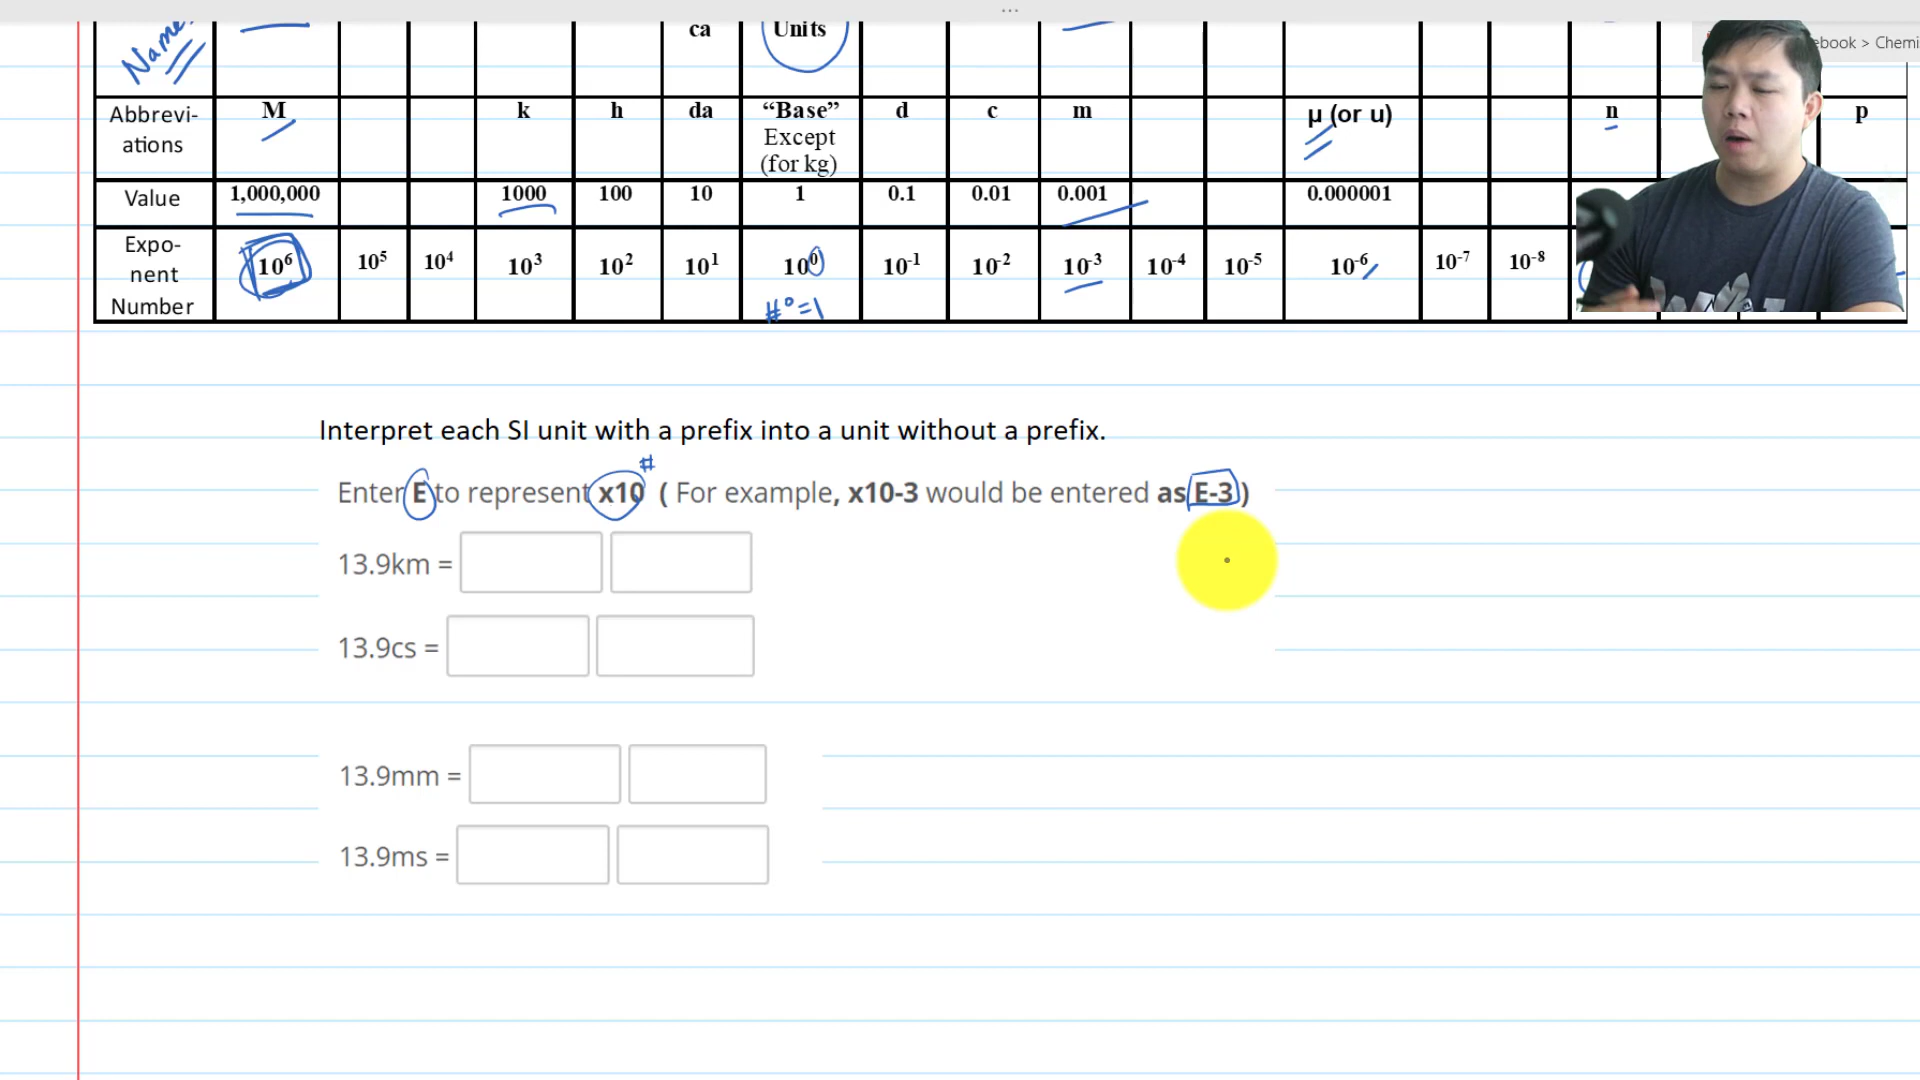 ...
ebook > Chemi
Name
ca Units
Abbrevi-
ations M k h da “Base”
Except
(for kg) d c m µ (or u) n p
Value 1,000,000 1000 100 10 1 0.1 0.01 0.001 0.000001
Expo-
nent
Number 10⁶ 10⁵ 10⁴ 10³ 10² 10¹ 10⁰ 10⁻¹ 10⁻² 10⁻³ 10⁻⁴ 10⁻⁵ 10⁻⁶ 10⁻⁷ 10⁻⁸
#⁰=1
Interpret each SI unit with a prefix into a unit without a prefix.
#
Enter E to represent x10 ( For example, x10-3 would be entered as E-3 )
13.9km =
13.9cs =
13.9mm =
13.9ms =